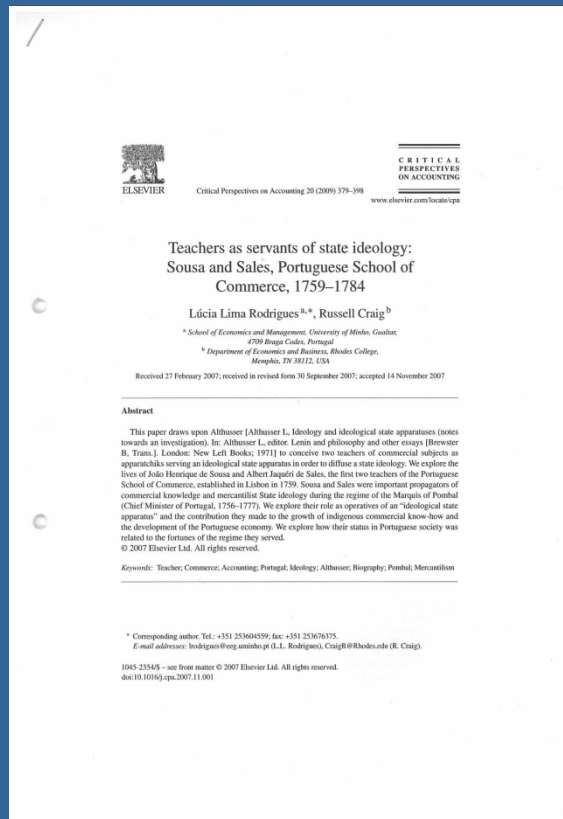 ELSEVIER
Critical Perspectives on Accounting 20 (2009) 379–398
CRITICAL
PERSPECTIVES
ON ACCOUNTING
www.elsevier.com/locate/cpa
Teachers as servants of state ideology:
Sousa and Sales, Portuguese School of
Commerce, 1759–1784
Lúcia Lima Rodrigues a,*, Russell Craig b
a School of Economics and Management, University of Minho, Gualtar,
4709 Braga Codex, Portugal
b Department of Economics and Business, Rhodes College,
Memphis, TN 38112, USA
Received 27 February 2007; received in revised form 30 September 2007; accepted 14 November 2007
Abstract
This paper draws upon Althusser [Althusser L, Ideology and ideological state apparatuses (notes
towards an investigation). In: Althusser L, editor. Lenin and philosophy and other essays [Brewster
B, Trans.]. London: New Left Books; 1971] to conceive two teachers of commercial subjects as
apparatchiks serving an ideological state apparatus in order to diffuse a state ideology. We explore the
lives of João Henrique de Sousa and Albert Jaquéri de Sales, the first two teachers of the Portuguese
School of Commerce, established in Lisbon in 1759. Sousa and Sales were important propagators of
commercial knowledge and mercantilist State ideology during the regime of the Marquis of Pombal
(Chief Minister of Portugal, 1756–1777). We explore their role as operatives of an "ideological state
apparatus" and the contribution they made to the growth of indigenous commercial know-how and
the development of the Portuguese economy. We explore how their status in Portuguese society was
related to the fortunes of the regime they served.
© 2007 Elsevier Ltd. All rights reserved.
Keywords: Teacher; Commerce; Accounting; Portugal; Ideology; Althusser; Biography; Pombal; Mercantilism
* Corresponding author. Tel.: +351 253604559; fax: +351 253676375.
E-mail addresses: lrodrigues@eeg.uminho.pt (L.L. Rodrigues), CraigR@Rhodes.edu (R. Craig).
1045-2354/$ – see front matter © 2007 Elsevier Ltd. All rights reserved.
doi:10.1016/j.cpa.2007.11.001